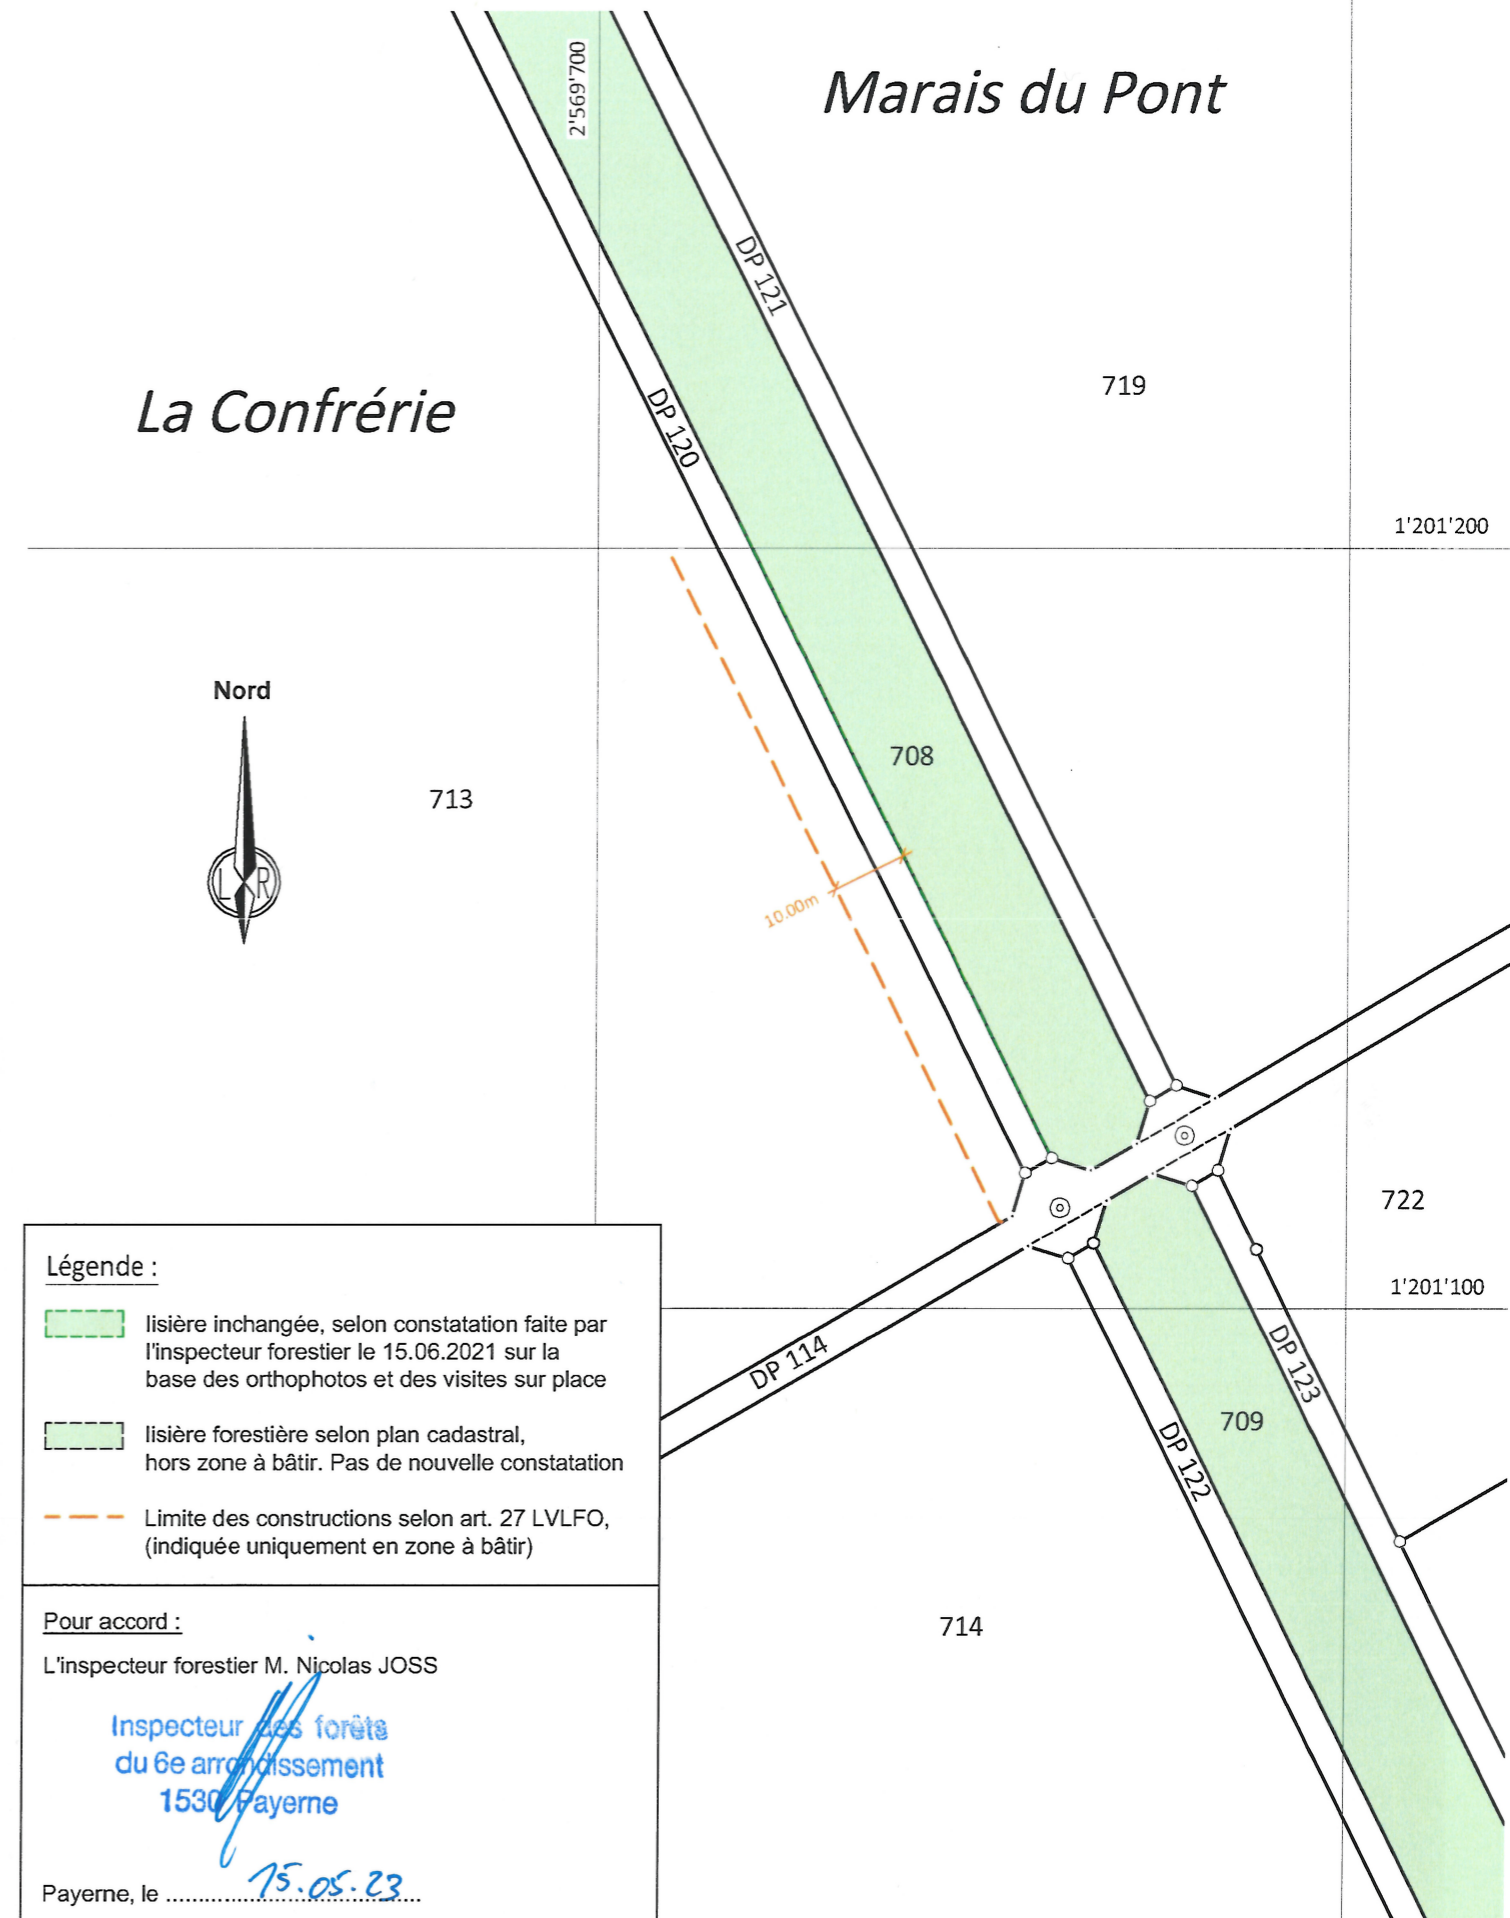 2'569'700
Marais du Pont
DP 121
719
La Confrérie
DP 120
1'201'200
Nord
708
713
L R
10.00m
722
1'201'100
DP 114
DP 123
709
DP 122
714
Légende :
lisière inchangée, selon constatation faite par
l'inspecteur forestier le 15.06.2021 sur la
base des orthophotos et des visites sur place
lisière forestière selon plan cadastral,
hors zone à bâtir. Pas de nouvelle constatation
Limite des constructions selon art. 27 LVLFO,
(indiquée uniquement en zone à bâtir)
Pour accord :
L'inspecteur forestier M. Nicolas JOSS
Inspecteur des forêts
du 6e arrondissement
1530 Payerne
Payerne, le 15.05.23